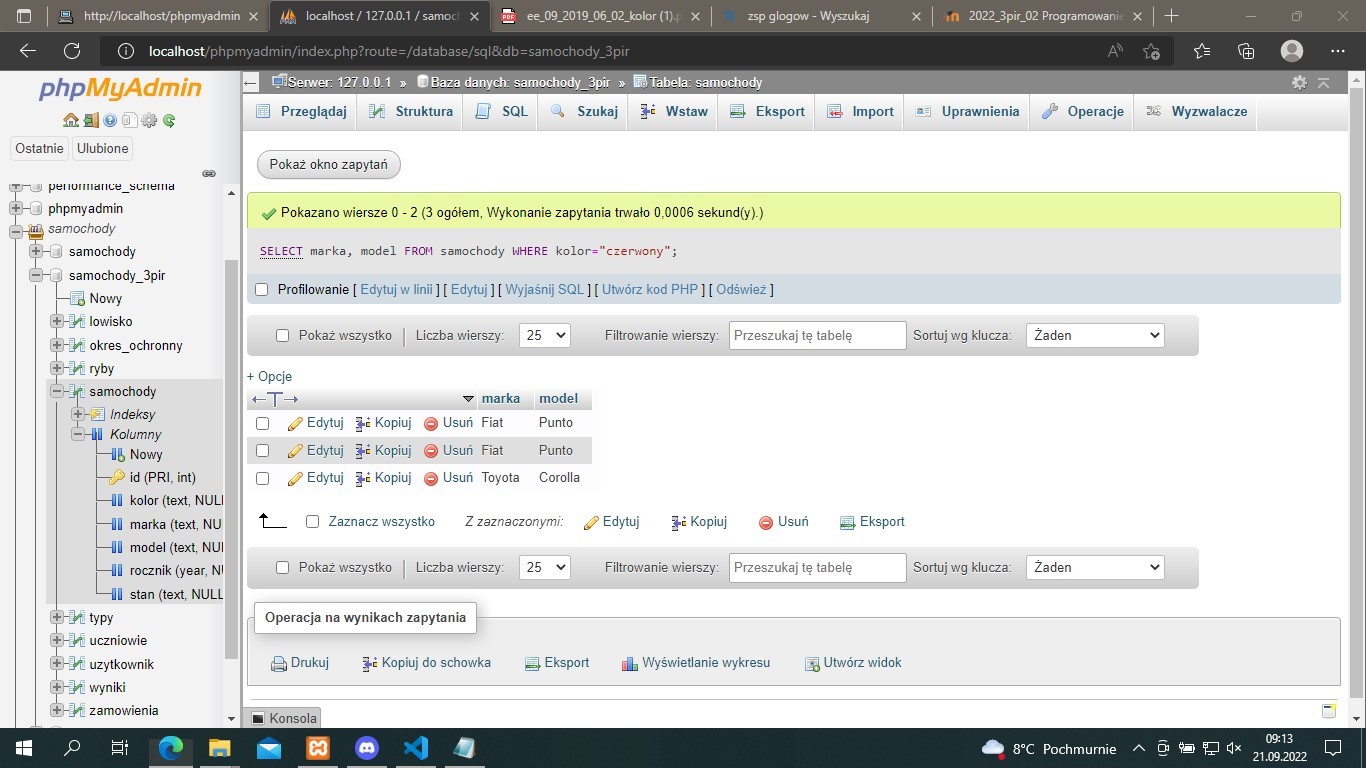 http://localhost/phpmyadmin
localhost / 127.0.0.1 / samoch
ee_09_2019_06_02_kolor (1).p
zsp glogow - Wyszukaj
2022_3pir_02 Programowanie
localhost/phpmyadmin/index.php?route=/database/sql&db=samochody_3pir
phpMyAdmin
Ostatnie Ulubione
performance_schema
phpmyadmin
samochody
samochody
samochody_3pir
Nowy
lowisko
okres_ochronny
ryby
samochody
Indeksy
Kolumny
Nowy
id (PRI, int)
kolor (text, NULL
marka (text, NU
model (text, NU
rocznik (year, N
stan (text, NULL
typy
uczniowie
uzytkownik
wyniki
zamowienia
Serwer: 127.0.0.1 » Baza danych: samochody_3pir » Tabela: samochody
Przeglądaj Struktura SQL Szukaj Wstaw Eksport Import Uprawnienia Operacje Wyzwalacze
Pokaż okno zapytań
Pokazano wiersze 0 - 2 (3 ogółem, Wykonanie zapytania trwało 0,0006 sekund(y).)
SELECT marka, model FROM samochody WHERE kolor="czerwony";
Profilowanie [ Edytuj w linii ] [ Edytuj ] [ Wyjaśnij SQL ] [ Utwórz kod PHP ] [ Odśwież ]
Pokaż wszystko Liczba wierszy: 25 Filtrowanie wierszy: Przeszukaj tę tabelę Sortuj wg klucza: Żaden
+ Opcje
marka model
Edytuj Kopiuj Usuń Fiat Punto
Edytuj Kopiuj Usuń Fiat Punto
Edytuj Kopiuj Usuń Toyota Corolla
Zaznacz wszystko Z zaznaczonymi: Edytuj Kopiuj Usuń Eksport
Pokaż wszystko Liczba wierszy: 25 Filtrowanie wierszy: Przeszukaj tę tabelę Sortuj wg klucza: Żaden
Operacja na wynikach zapytania
Drukuj Kopiuj do schowka Eksport Wyświetlanie wykresu Utwórz widok
Konsola
8°C Pochmurnie
09:13
21.09.2022